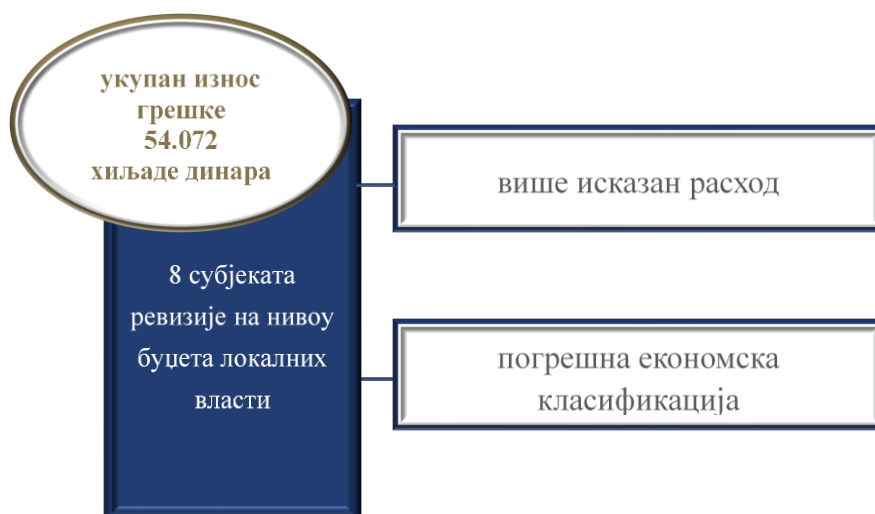 укупан износ
грешке
54.072
хиљаде динара
8 субјеката
ревизије на нивоу
буџета локалних
власти
више исказан расход
погрешна економска
класификација